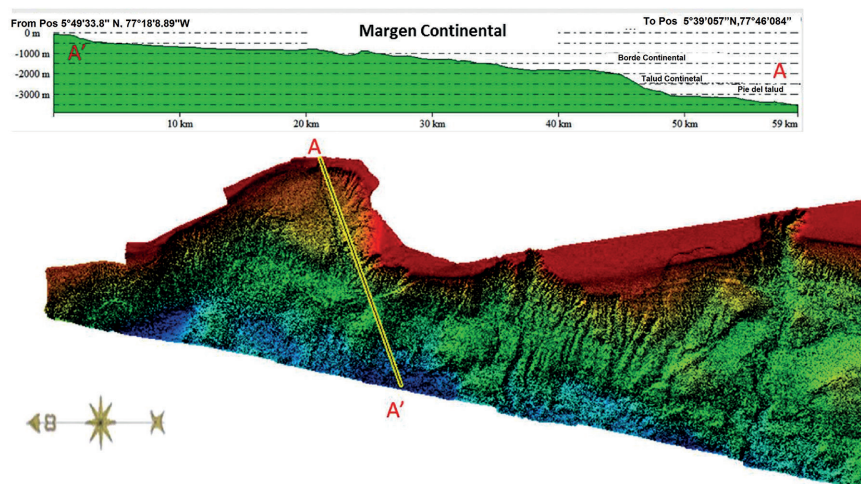 From Pos 5°49'33.8" N. 77°18'8.89"W
Margen Continental
To Pos 5°39'057"N,77°46'084"
0 m
-1000 m
-2000 m
-3000 m
A'
Borde Continental
Talud Continetal
A
Pie del talud
10 km
20 km
30 km
40 km
50 km
59 km
A
A'